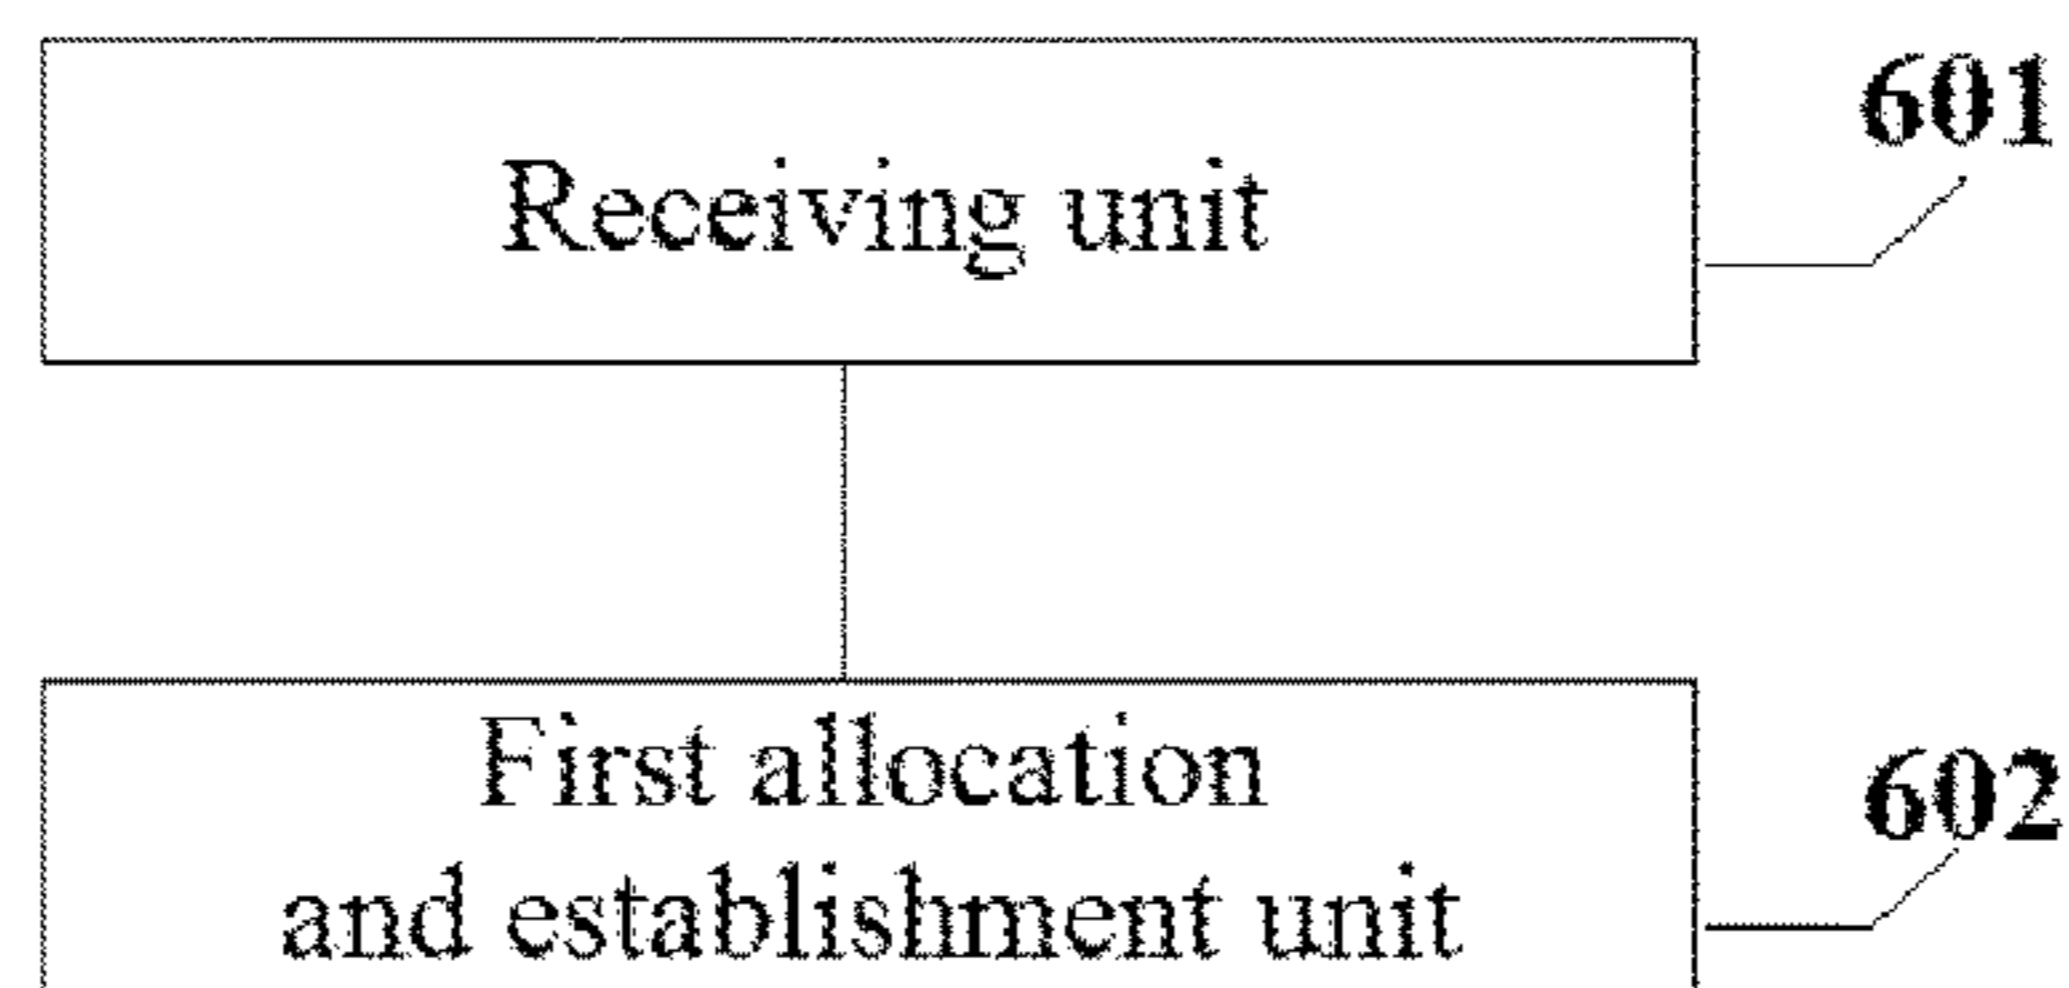 601
Receiving unit
First allocation
602
and establishment unit